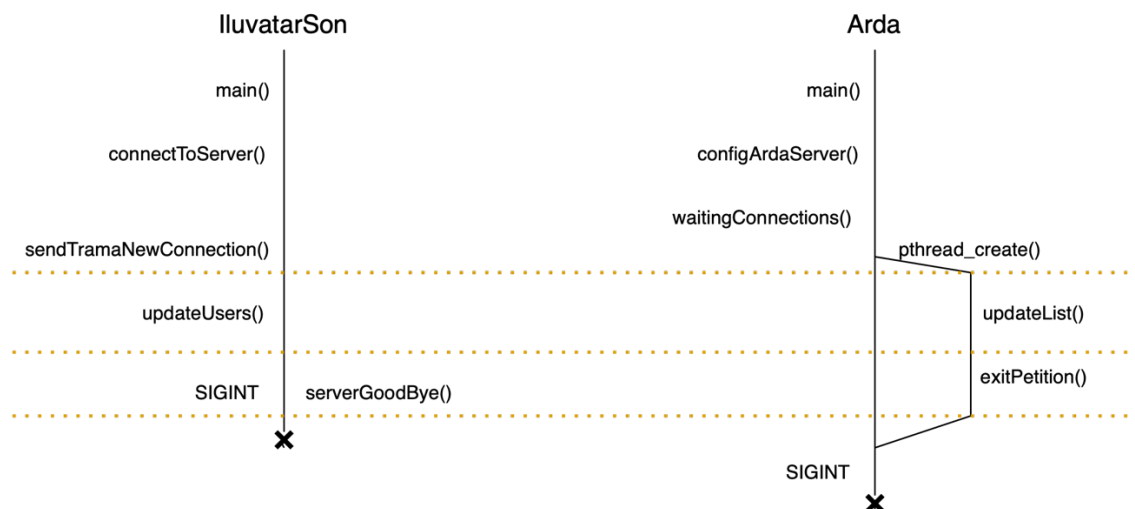 IluvatarSon
Arda
main()
main()
connectToServer()
configArdaServer()
waitingConnections()
sendTramaNewConnection()
pthread_create()
updateUsers()
updateList()
exitPetition()
SIGINT
serverGoodBye()
SIGINT